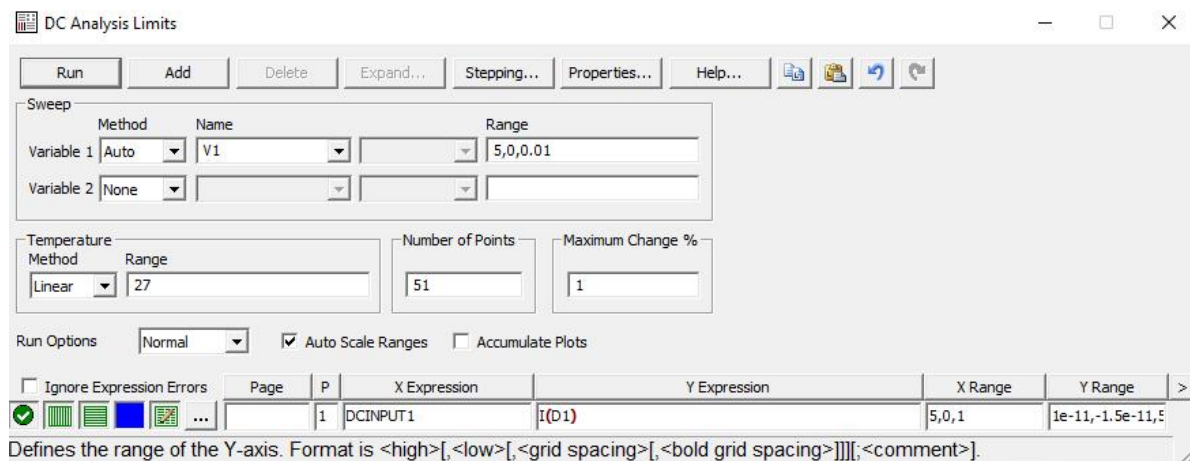 DC Analysis Limits
Run Add Delete Expand... Stepping... Properties... Help...
Sweep
Method Name Range
Variable 1 Auto V1 5,0,0.01
Variable 2 None
Temperature Number of Points Maximum Change %
Method Range
Linear 27 51 1
Run Options Normal Auto Scale Ranges Accumulate Plots
Ignore Expression Errors Page P X Expression Y Expression X Range Y Range >
... 1 DCINPUT1 I(D1) 5,0,1 1e-11,-1.5e-11,5
Defines the range of the Y-axis. Format is <high>[,<low>[,<grid spacing>[,<bold grid spacing>]]][;<comment>].